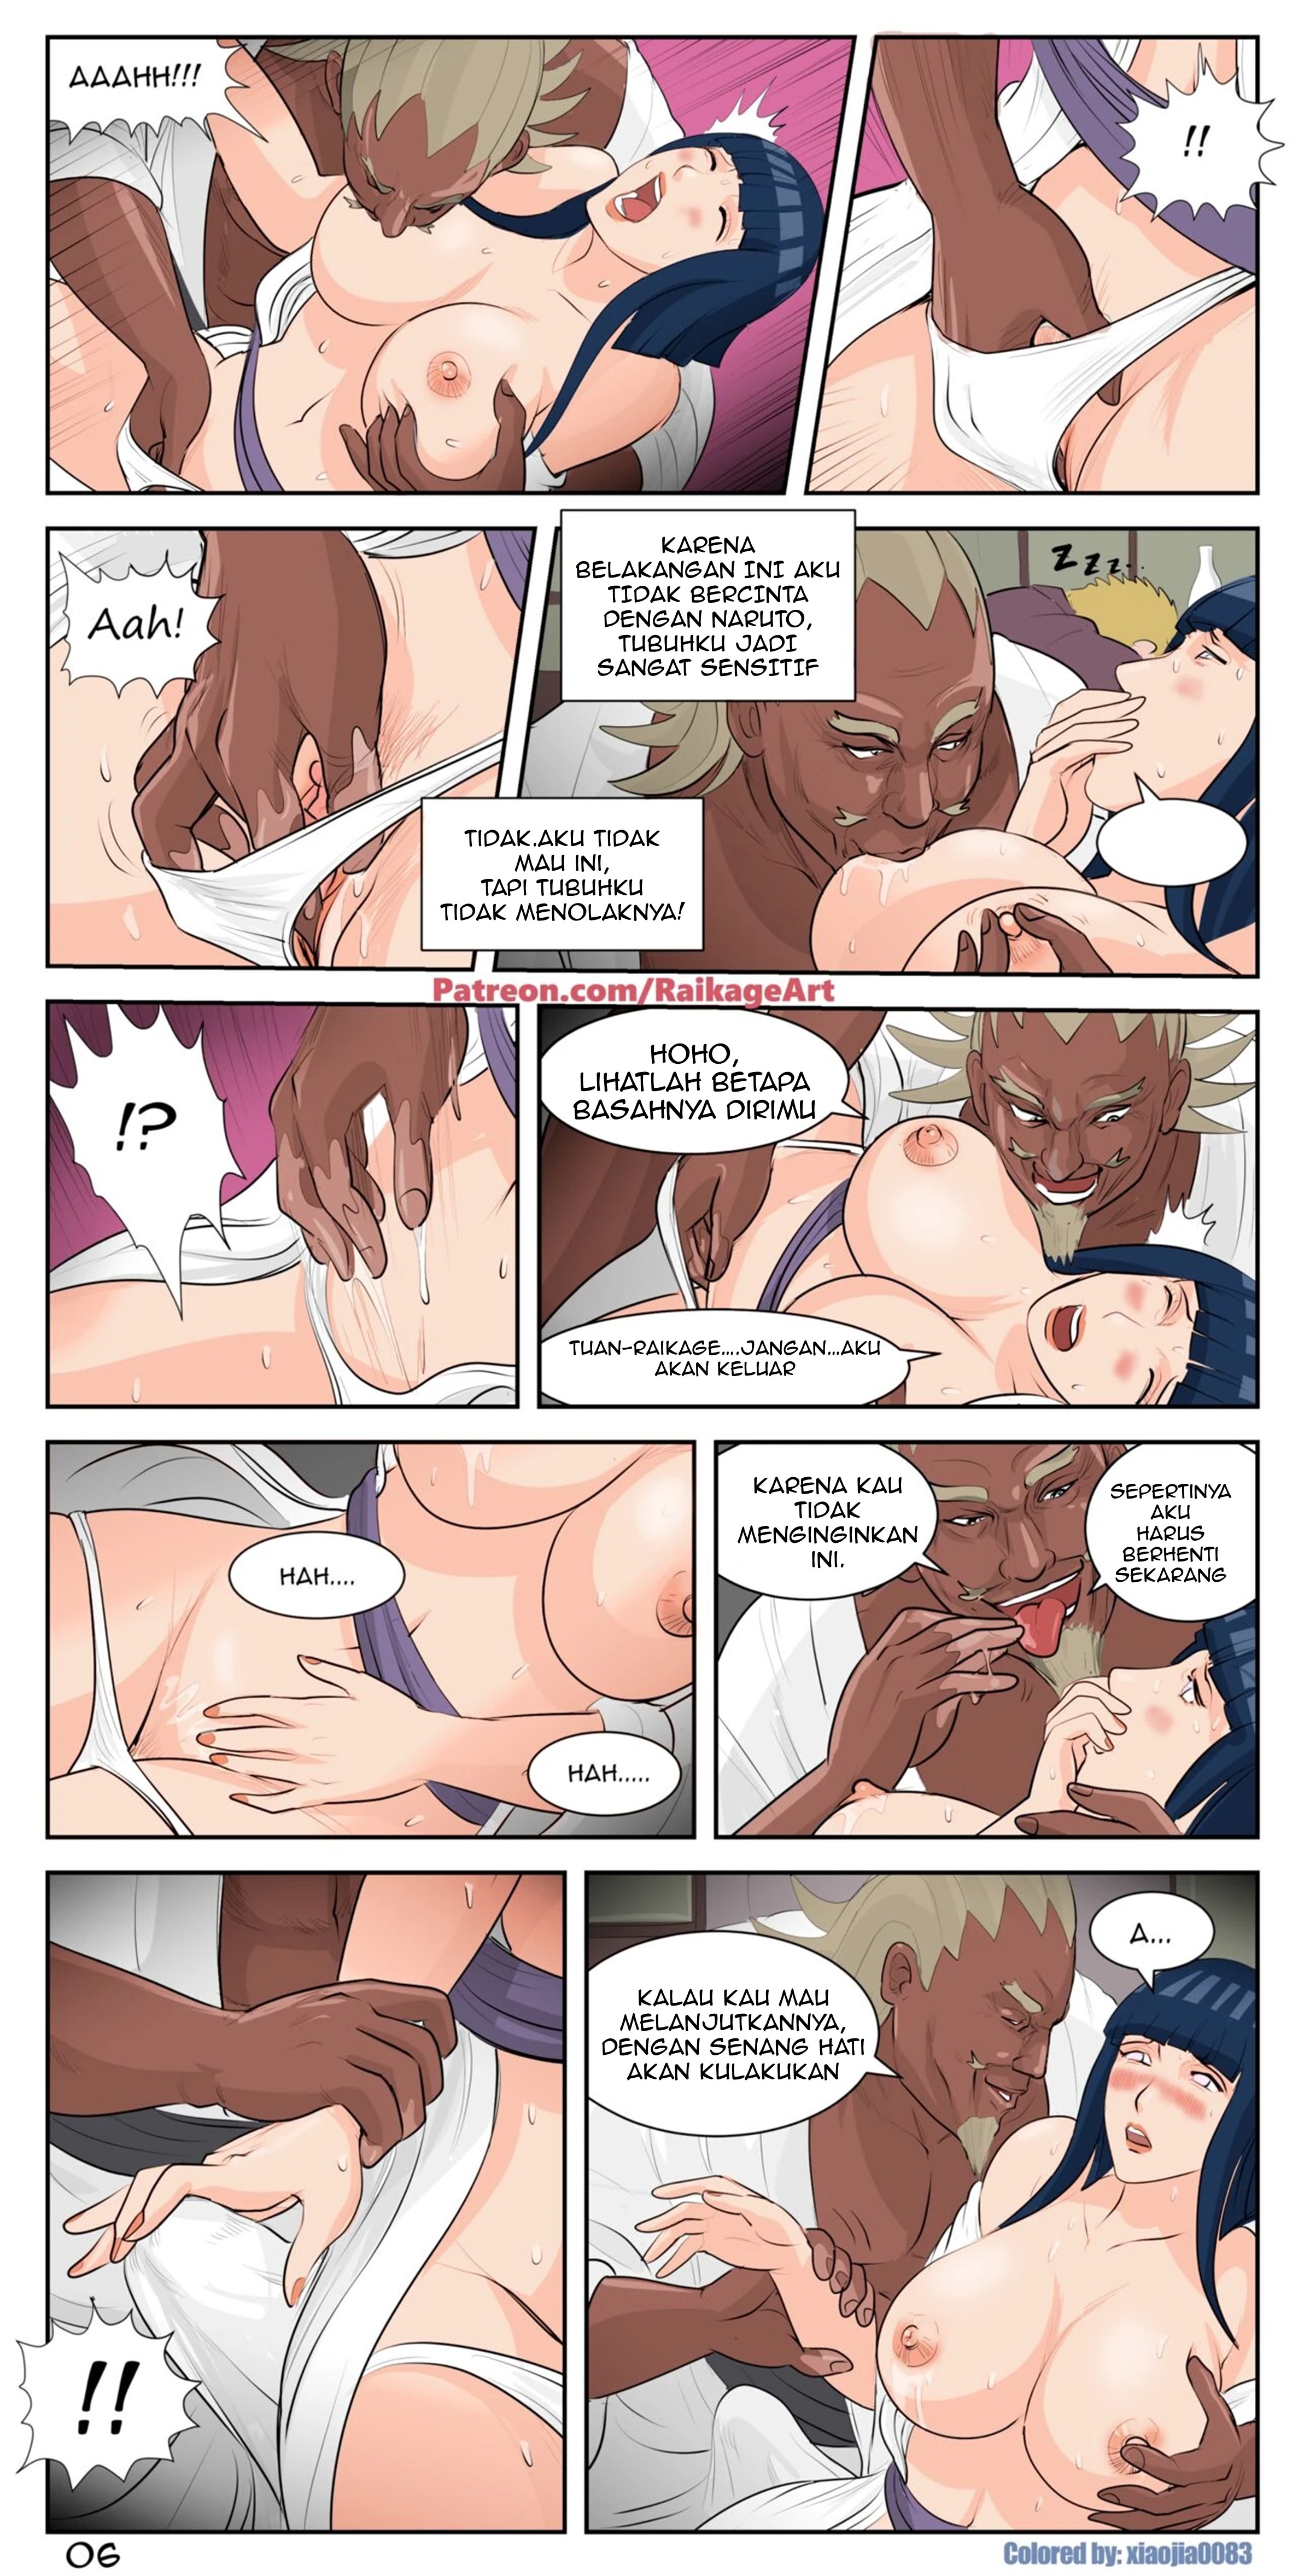 AAAHH!!!
!!
Aah!
KARENA
BELAKANGAN INI AKU
TIDAK BERCINTA
DENGAN NARUTO,
TUBUHKU JADI
SANGAT SENSITIF
Z Z Z...
TIDAK.AKU TIDAK
MAU INI,
TAPI TUBUHKU
TIDAK MENOLAKNYA!
Patreon.com/RaikageArt
!?
HOHO,
LIHATLAH BETAPA
BASAHNYA DIRIMU
TUAN-RAIKAGE....JANGAN...AKU
AKAN KELUAR
HAH....
HAH.....
KARENA KAU
TIDAK
MENGINGINKAN
INI.
SEPERTINYA
AKU
HARUS
BERHENTI
SEKARANG
!!
KALAU KAU MAU
MELANJUTKANNYA,
DENGAN SENANG HATI
AKAN KULAKUKAN
A...
06
Colored by: xiaojia0083